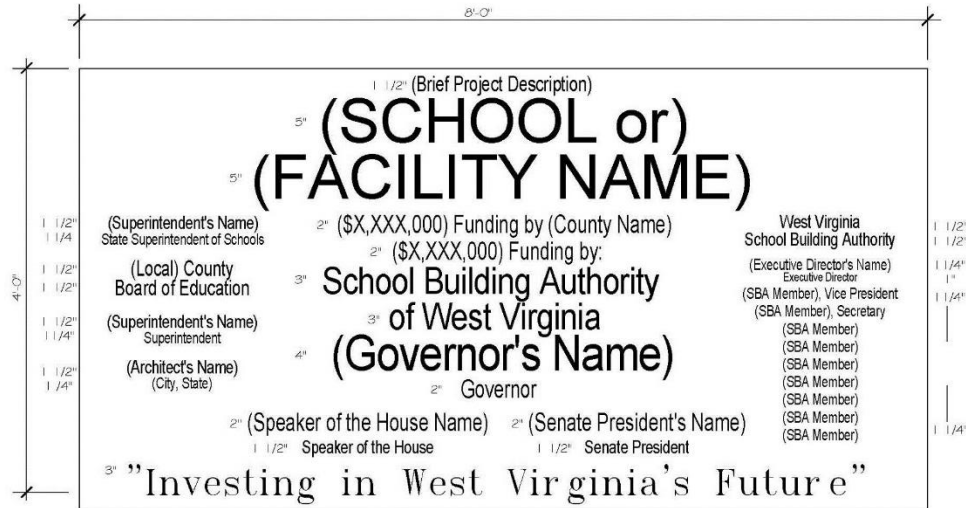 8'-0"
4'-0"
1 1/2" (Brief Project Description)
5" (SCHOOL or)
5" (FACILITY NAME)
1 1/2" (Superintendent's Name)
1 1/4 State Superintendent of Schools
1 1/2" (Local) County
1 1/2" Board of Education
1 1/2" (Superintendent's Name)
1 1/4" Superintendent
1 1/2" (Architect's Name)
1 1/4" (City, State)
2" ($X,XXX,000) Funding by (County Name)
2" ($X,XXX,000) Funding by:
3" School Building Authority
3" of West Virginia
4" (Governor's Name)
2" Governor
2" (Speaker of the House Name) 2" (Senate President's Name)
1 1/2" Speaker of the House 1 1/2" Senate President
West Virginia 1 1/2"
School Building Authority 1 1/2"
(Executive Director's Name) 1 1/4"
Executive Director 1"
(SBA Member), Vice President 1 1/4"
(SBA Member), Secretary
(SBA Member)
(SBA Member)
(SBA Member)
(SBA Member)
(SBA Member)
(SBA Member)
(SBA Member) 1 1/4"
3" "Investing in West Virginia's Future"